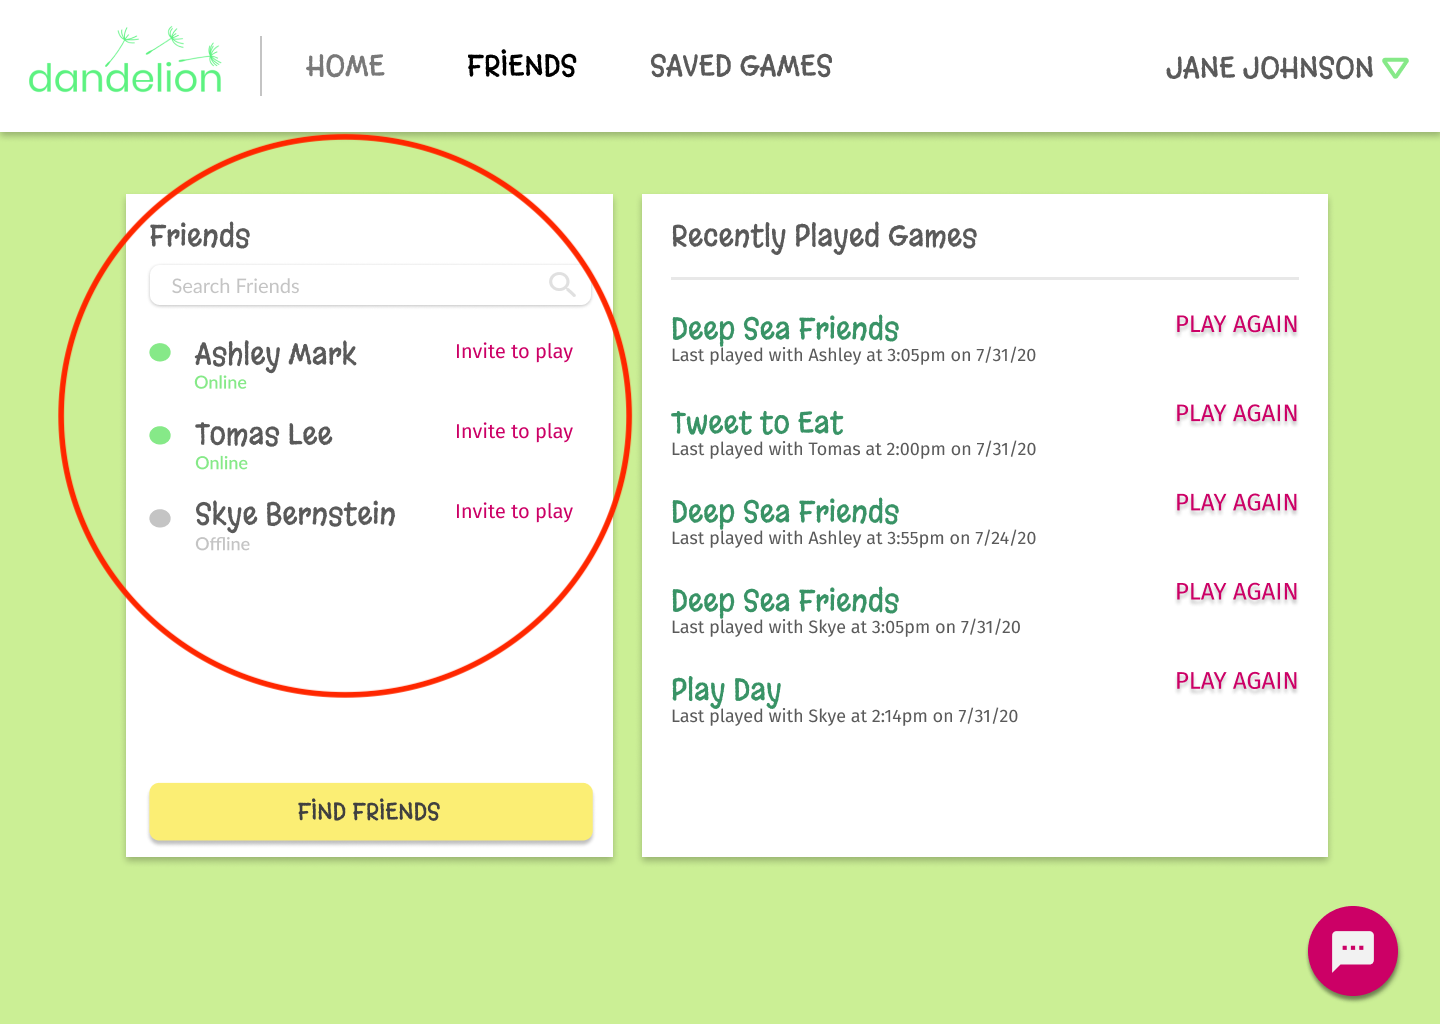 dandelion
HOME
FRIENDS
SAVED GAMES
JANE JOHNSON
Friends
Search Friends
Ashley Mark
Invite to play
Online
Tomas Lee
Invite to play
Online
Skye Bernstein
Invite to play
Offline
FIND FRIENDS
Recently Played Games
Deep Sea Friends
PLAY AGAIN
Last played with Ashley at 3:05pm on 7/31/20
Tweet to Eat
PLAY AGAIN
Last played with Tomas at 2:00pm on 7/31/20
Deep Sea Friends
PLAY AGAIN
Last played with Ashley at 3:55pm on 7/24/20
Deep Sea Friends
PLAY AGAIN
Last played with Skye at 3:05pm on 7/31/20
Play Day
PLAY AGAIN
Last played with Skye at 2:14pm on 7/31/20